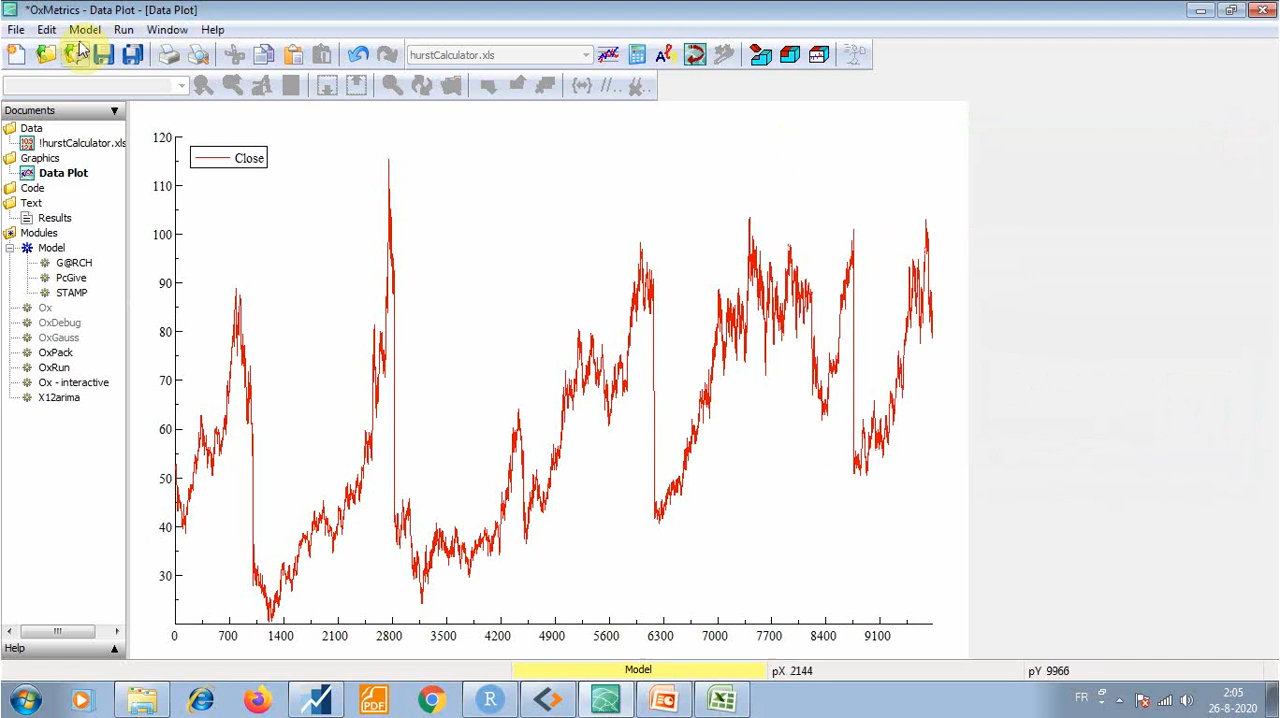 *OxMetrics - Data Plot - [Data Plot]
File Edit Model Run Window Help
hurstCalculator.xls
Documents
Data
!hurstCalculator.xls
Graphics
Data Plot
Code
Text
Results
Modules
Model
G@RCH
PcGive
STAMP
Ox
OxDebug
OxGauss
OxPack
OxRun
Ox - interactive
X12arima
Help
Close
120
110
100
90
80
70
60
50
40
30
0 700 1400 2100 2800 3500 4200 4900 5600 6300 7000 7700 8400 9100
Model pX 2144 pY 9966
PDF
R
FR
2:05
26-8-2020